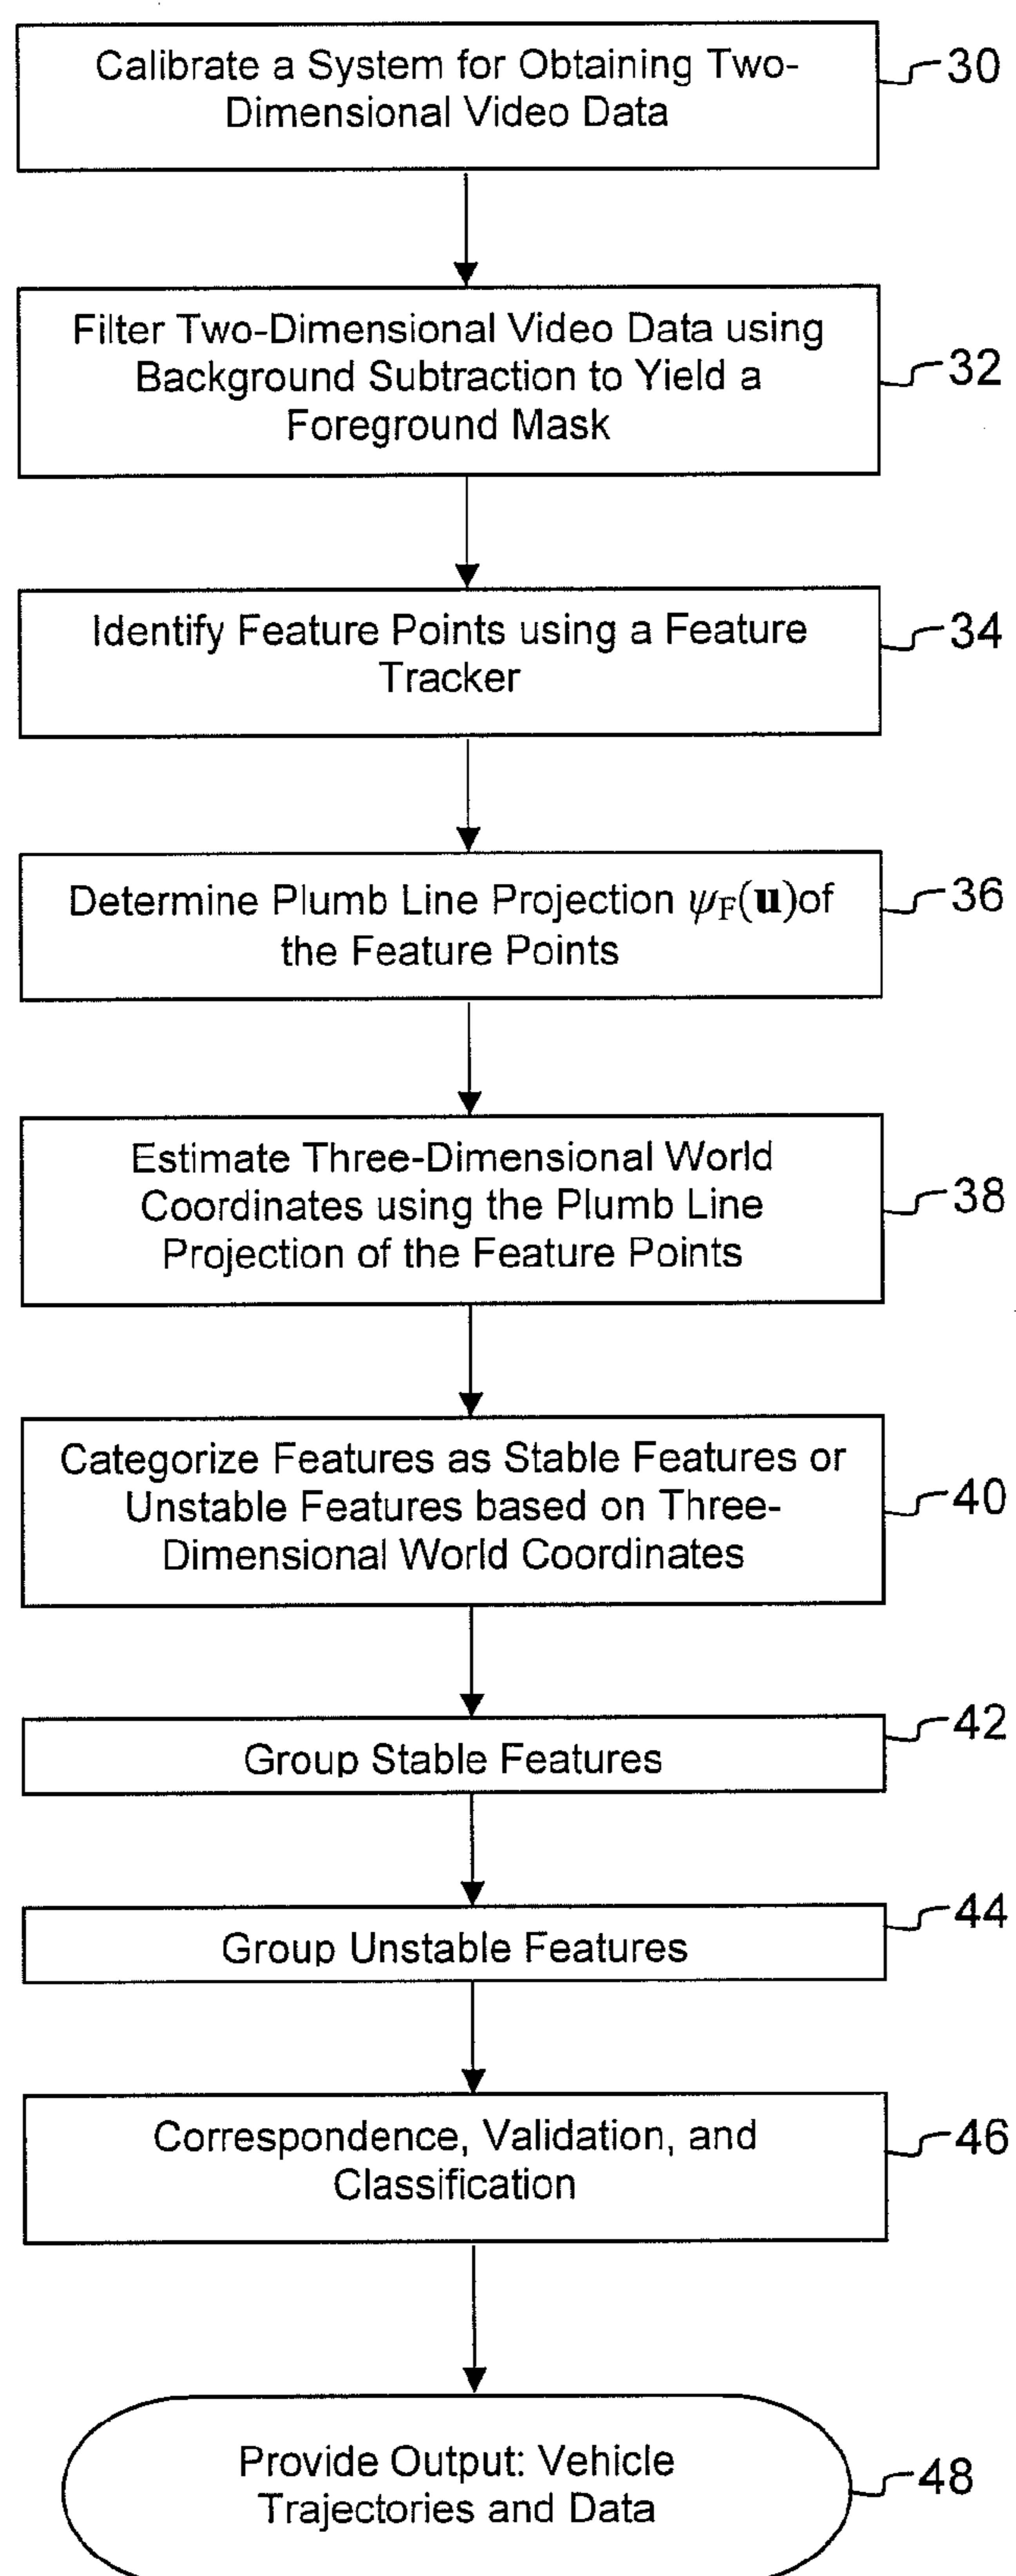 Calibrate a System for Obtaining Two-
Dimensional Video Data
30
Filter Two-Dimensional Video Data using
Background Subtraction to Yield a
Foreground Mask
32
Identify Feature Points using a Feature
Tracker
34
Determine Plumb Line Projection ψF(u)of
the Feature Points
36
Estimate Three-Dimensional World
Coordinates using the Plumb Line
Projection of the Feature Points
38
Categorize Features as Stable Features or
Unstable Features based on Three-
Dimensional World Coordinates
40
Group Stable Features
42
Group Unstable Features
44
Correspondence, Validation, and
Classification
46
Provide Output: Vehicle
Trajectories and Data
48